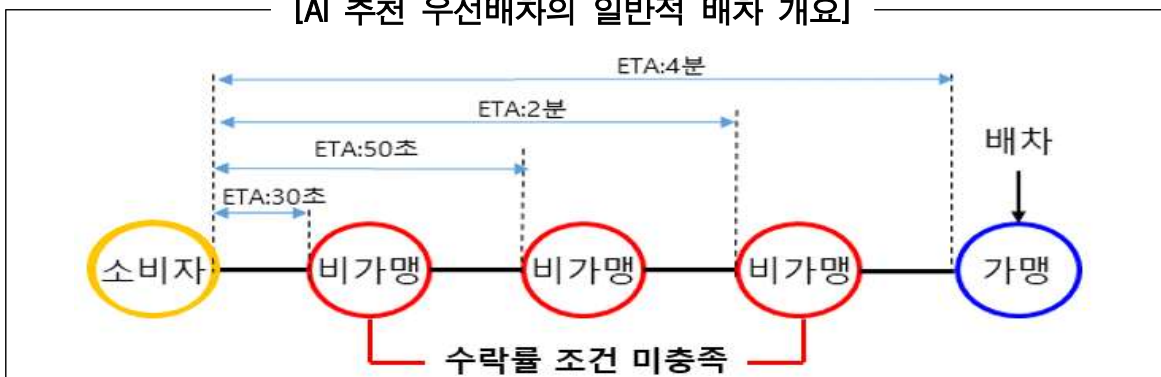 [AI 추천 우선배차의 일반적 배차 개요]
ETA:4분
ETA:2분
배차
ETA:50초
ETA:30초
소비자 비가맹 비가맹 비가맹 가맹
수락률 조건 미충족